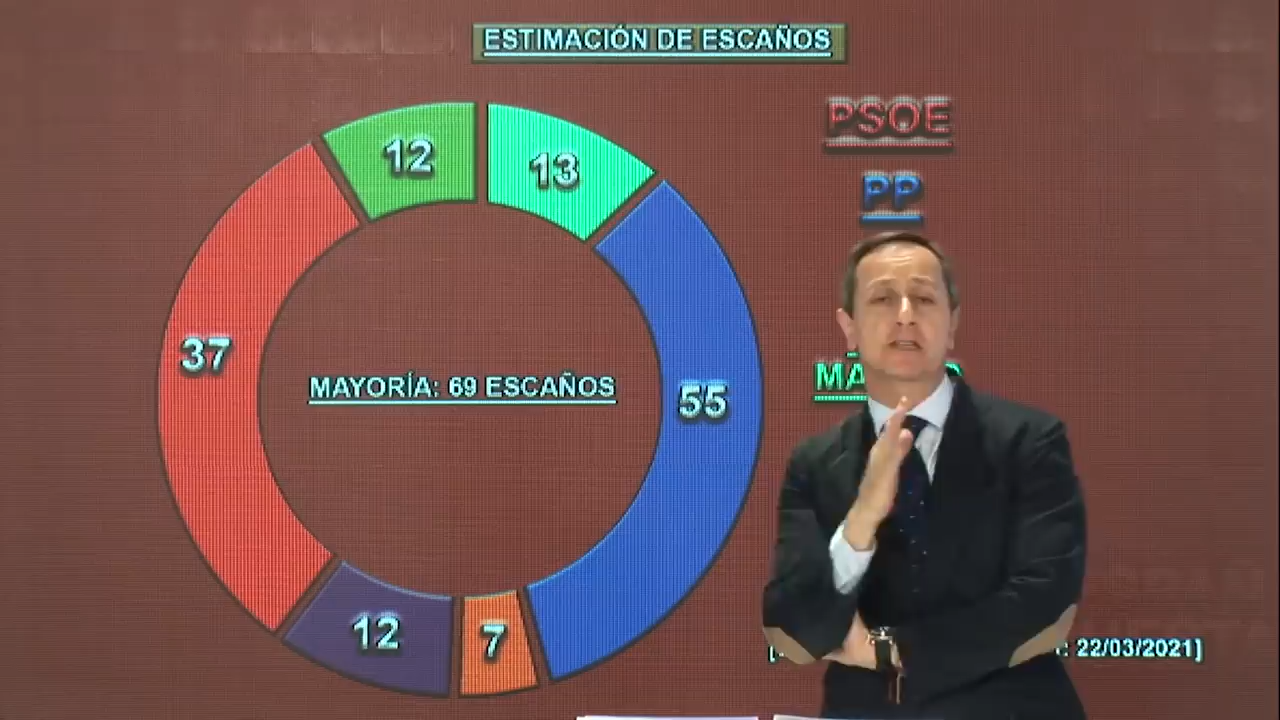 ESTIMACIÓN DE ESCAÑOS
PSOE
PP
12
13
37
MAYORÍA: 69 ESCAÑOS
55
12
7
22/03/2021]